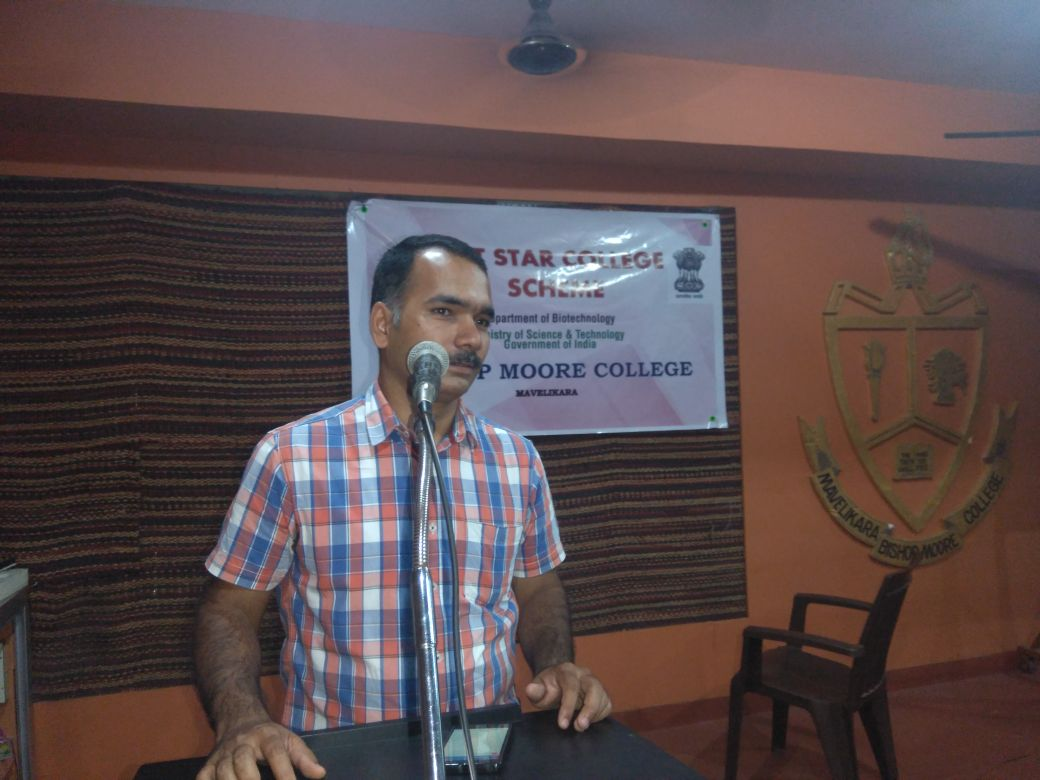 T STAR COLLEGE
SCHEME
epartment of Biotechnology
istry of Science & Technology
Government of India
P MOORE COLLEGE
MAVELIKARA
MAVELIKARA BISHOP MOORE COLLEGE